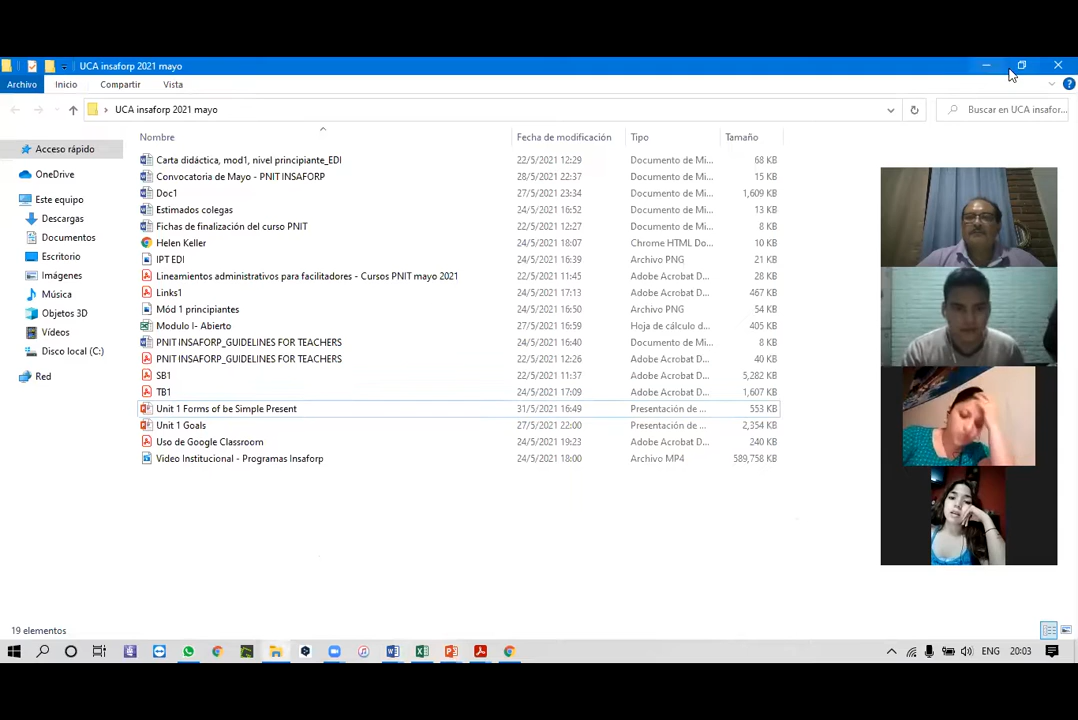 UCA insaforp 2021 mayo
Archivo Inicio Compartir Vista
UCA insaforp 2021 mayo
Buscar en UCA insafor...
Nombre Fecha de modificación Tipo Tamaño
Acceso rápido
OneDrive
Este equipo
Descargas
Documentos
Escritorio
Imágenes
Música
Objetos 3D
Vídeos
Disco local (C:)
Red
Carta didáctica, mod1, nivel principiante_EDI 22/5/2021 12:29 Documento de Mi... 68 KB
Convocatoria de Mayo - PNIT INSAFORP 28/5/2021 22:37 Documento de Mi... 15 KB
Doc1 27/5/2021 23:34 Documento de Mi... 1,609 KB
Estimados colegas 24/5/2021 16:52 Documento de Mi... 13 KB
Fichas de finalización del curso PNIT 22/5/2021 12:27 Documento de Mi... 8 KB
Helen Keller 24/5/2021 18:07 Chrome HTML Do... 10 KB
IPT EDI 24/5/2021 16:39 Archivo PNG 21 KB
Lineamientos administrativos para facilitadores - Cursos PNIT mayo 2021 22/5/2021 11:45 Adobe Acrobat D... 28 KB
Links1 24/5/2021 17:13 Adobe Acrobat D... 467 KB
Mód 1 principiantes 24/5/2021 16:50 Archivo PNG 54 KB
Modulo I- Abierto 27/5/2021 16:59 Hoja de cálculo d... 405 KB
PNIT INSAFORP_GUIDELINES FOR TEACHERS 24/5/2021 16:40 Documento de Mi... 8 KB
PNIT INSAFORP_GUIDELINES FOR TEACHERS 22/5/2021 12:26 Adobe Acrobat D... 40 KB
SB1 22/5/2021 11:37 Adobe Acrobat D... 5,282 KB
TB1 24/5/2021 17:09 Adobe Acrobat D... 1,607 KB
Unit 1 Forms of be Simple Present 31/5/2021 16:49 Presentación de ... 553 KB
Unit 1 Goals 27/5/2021 22:00 Presentación de ... 2,354 KB
Uso de Google Classroom 24/5/2021 19:23 Adobe Acrobat D... 240 KB
Video Institucional - Programas Insaforp 24/5/2021 18:00 Archivo MP4 589,758 KB
19 elementos
ENG 20:03